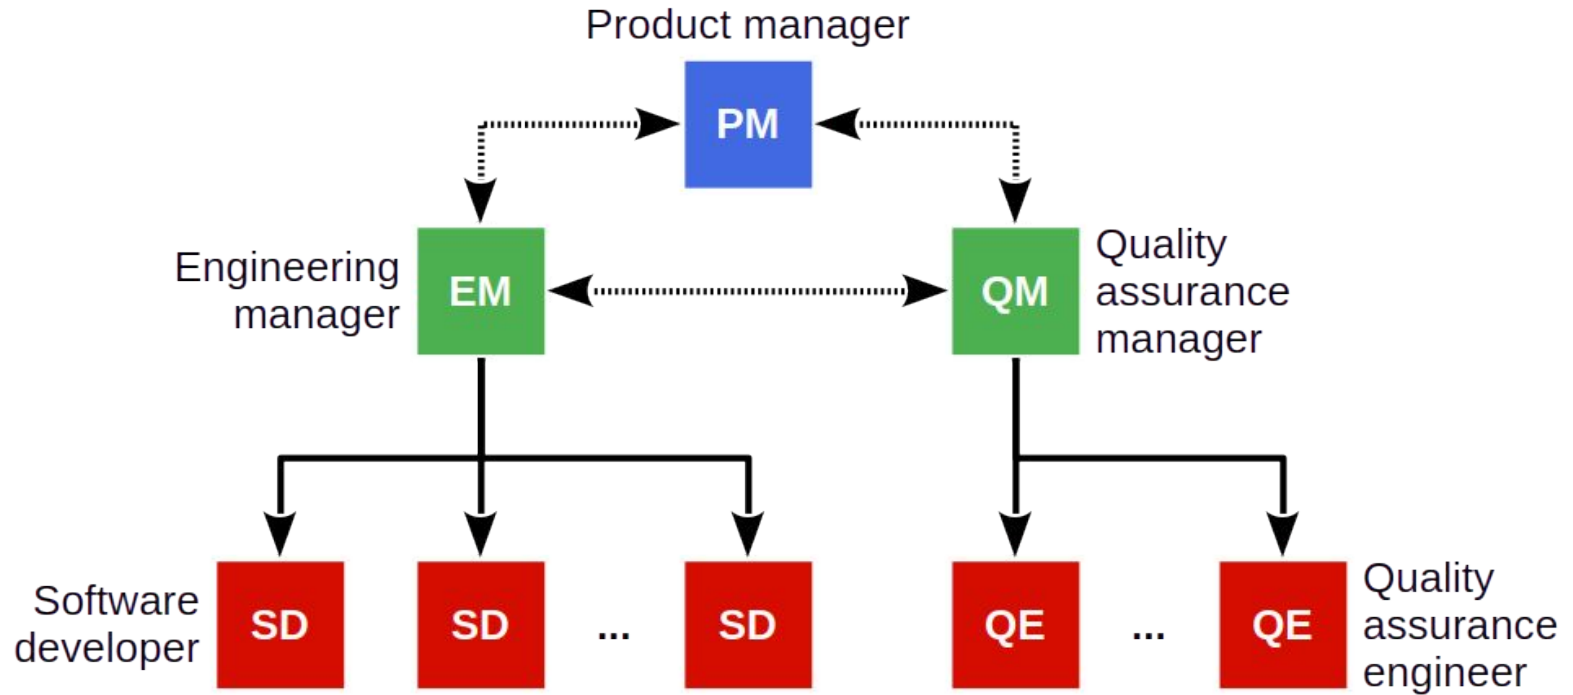 Product manager
PM
Engineering
manager
EM
QM
Quality
assurance
manager
Software
developer
SD
SD
...
SD
QE
...
QE
Quality
assurance
engineer